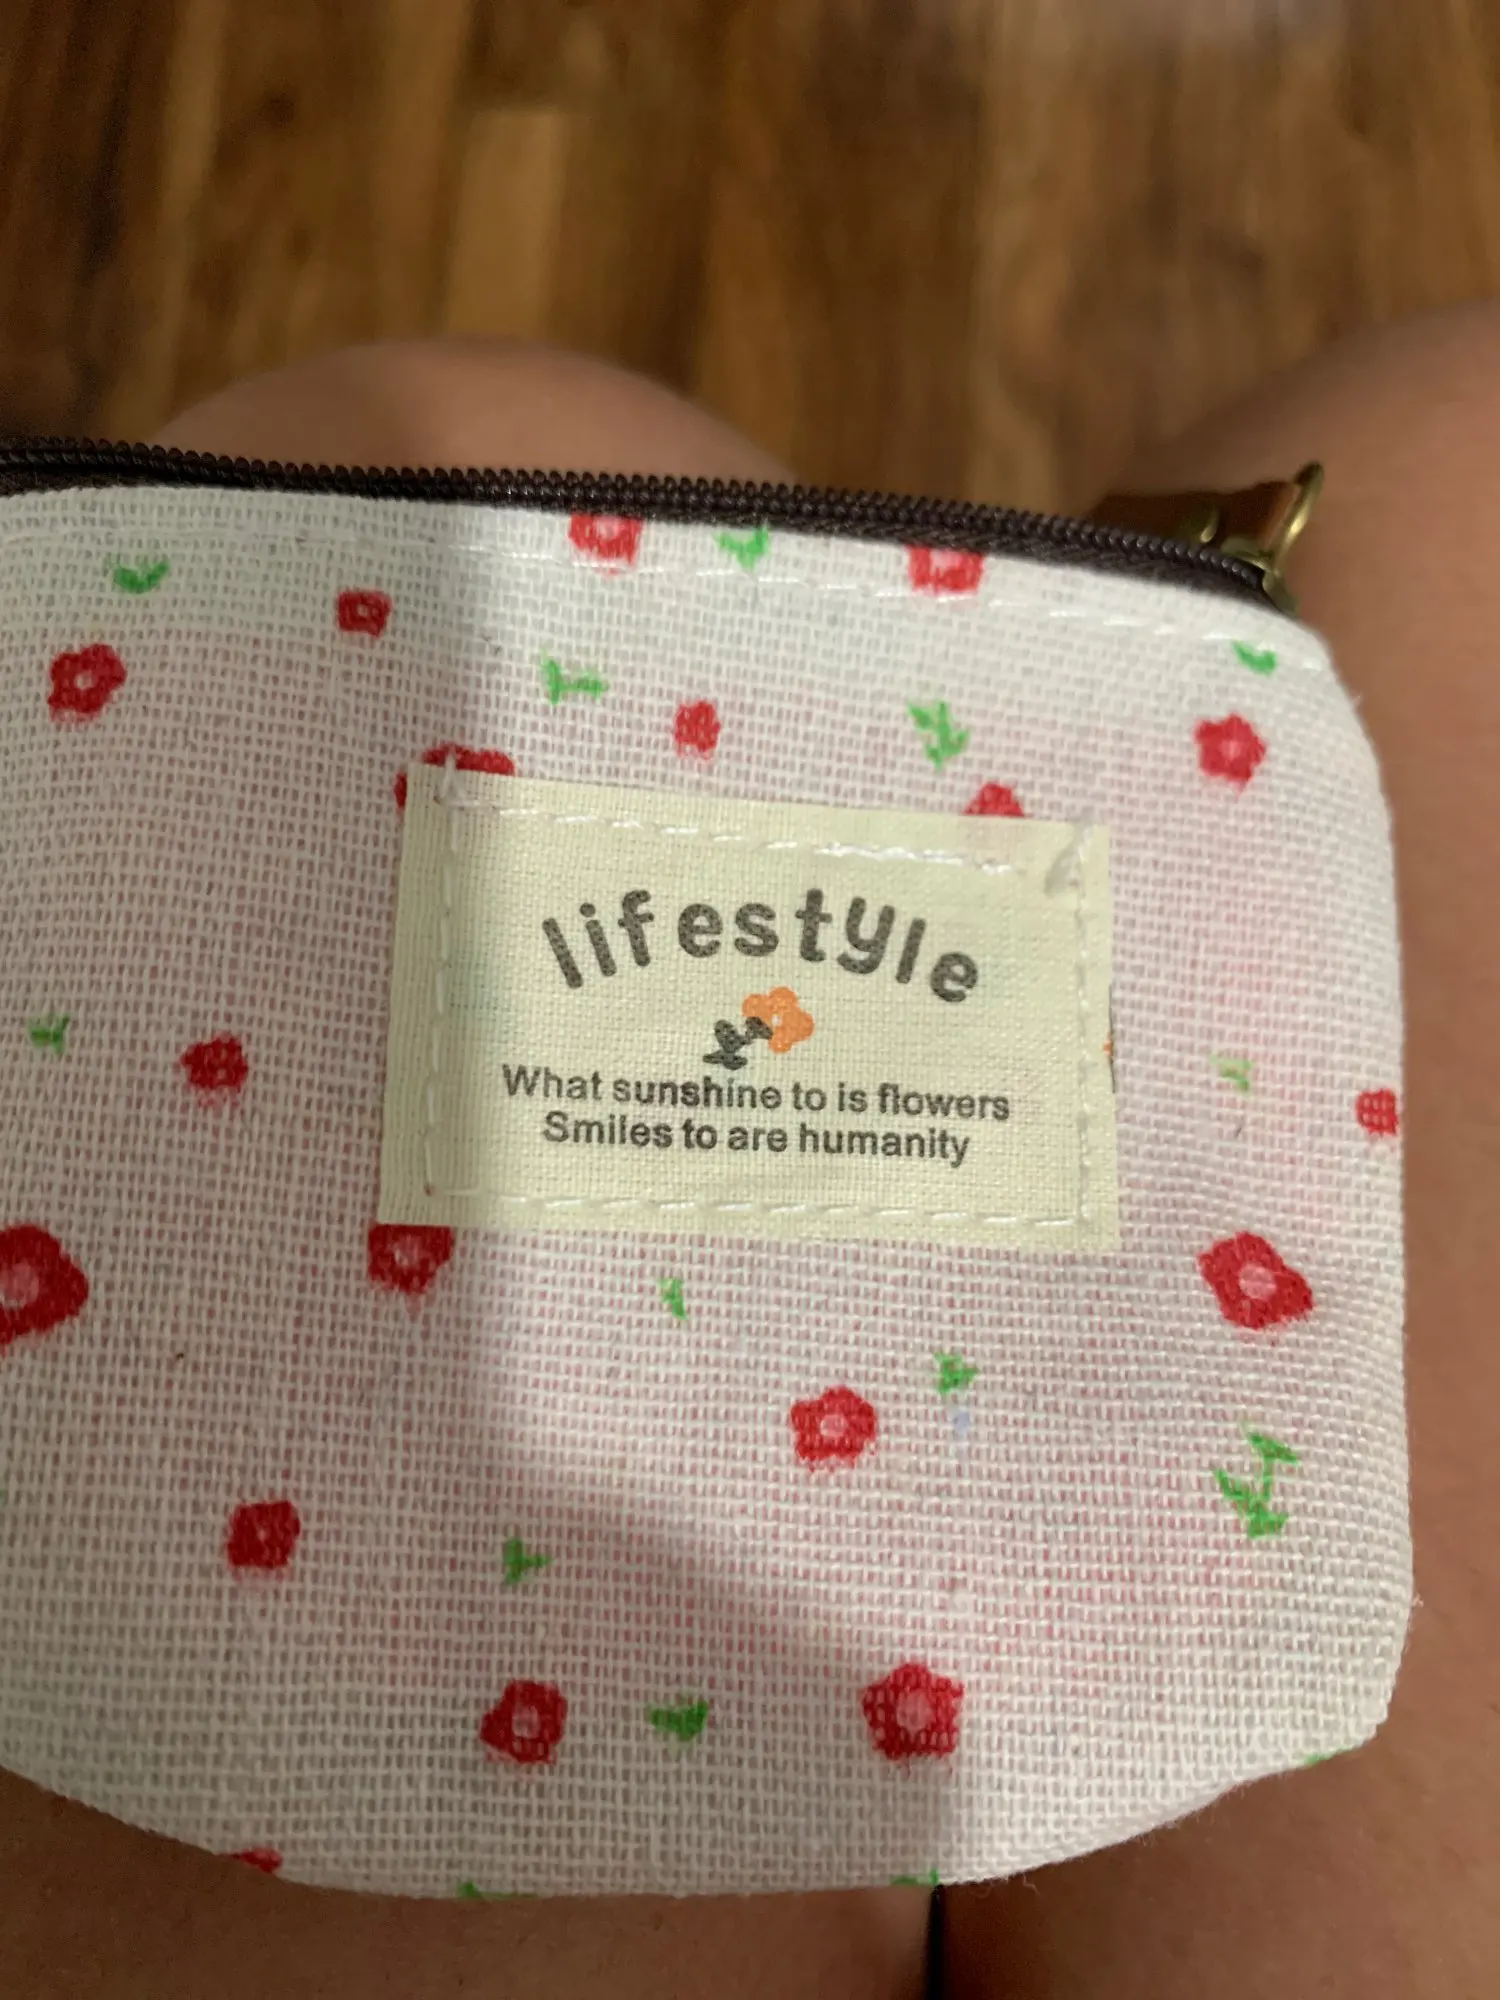 lifestyle
What sunshine to is flowers
Smiles to are humanity